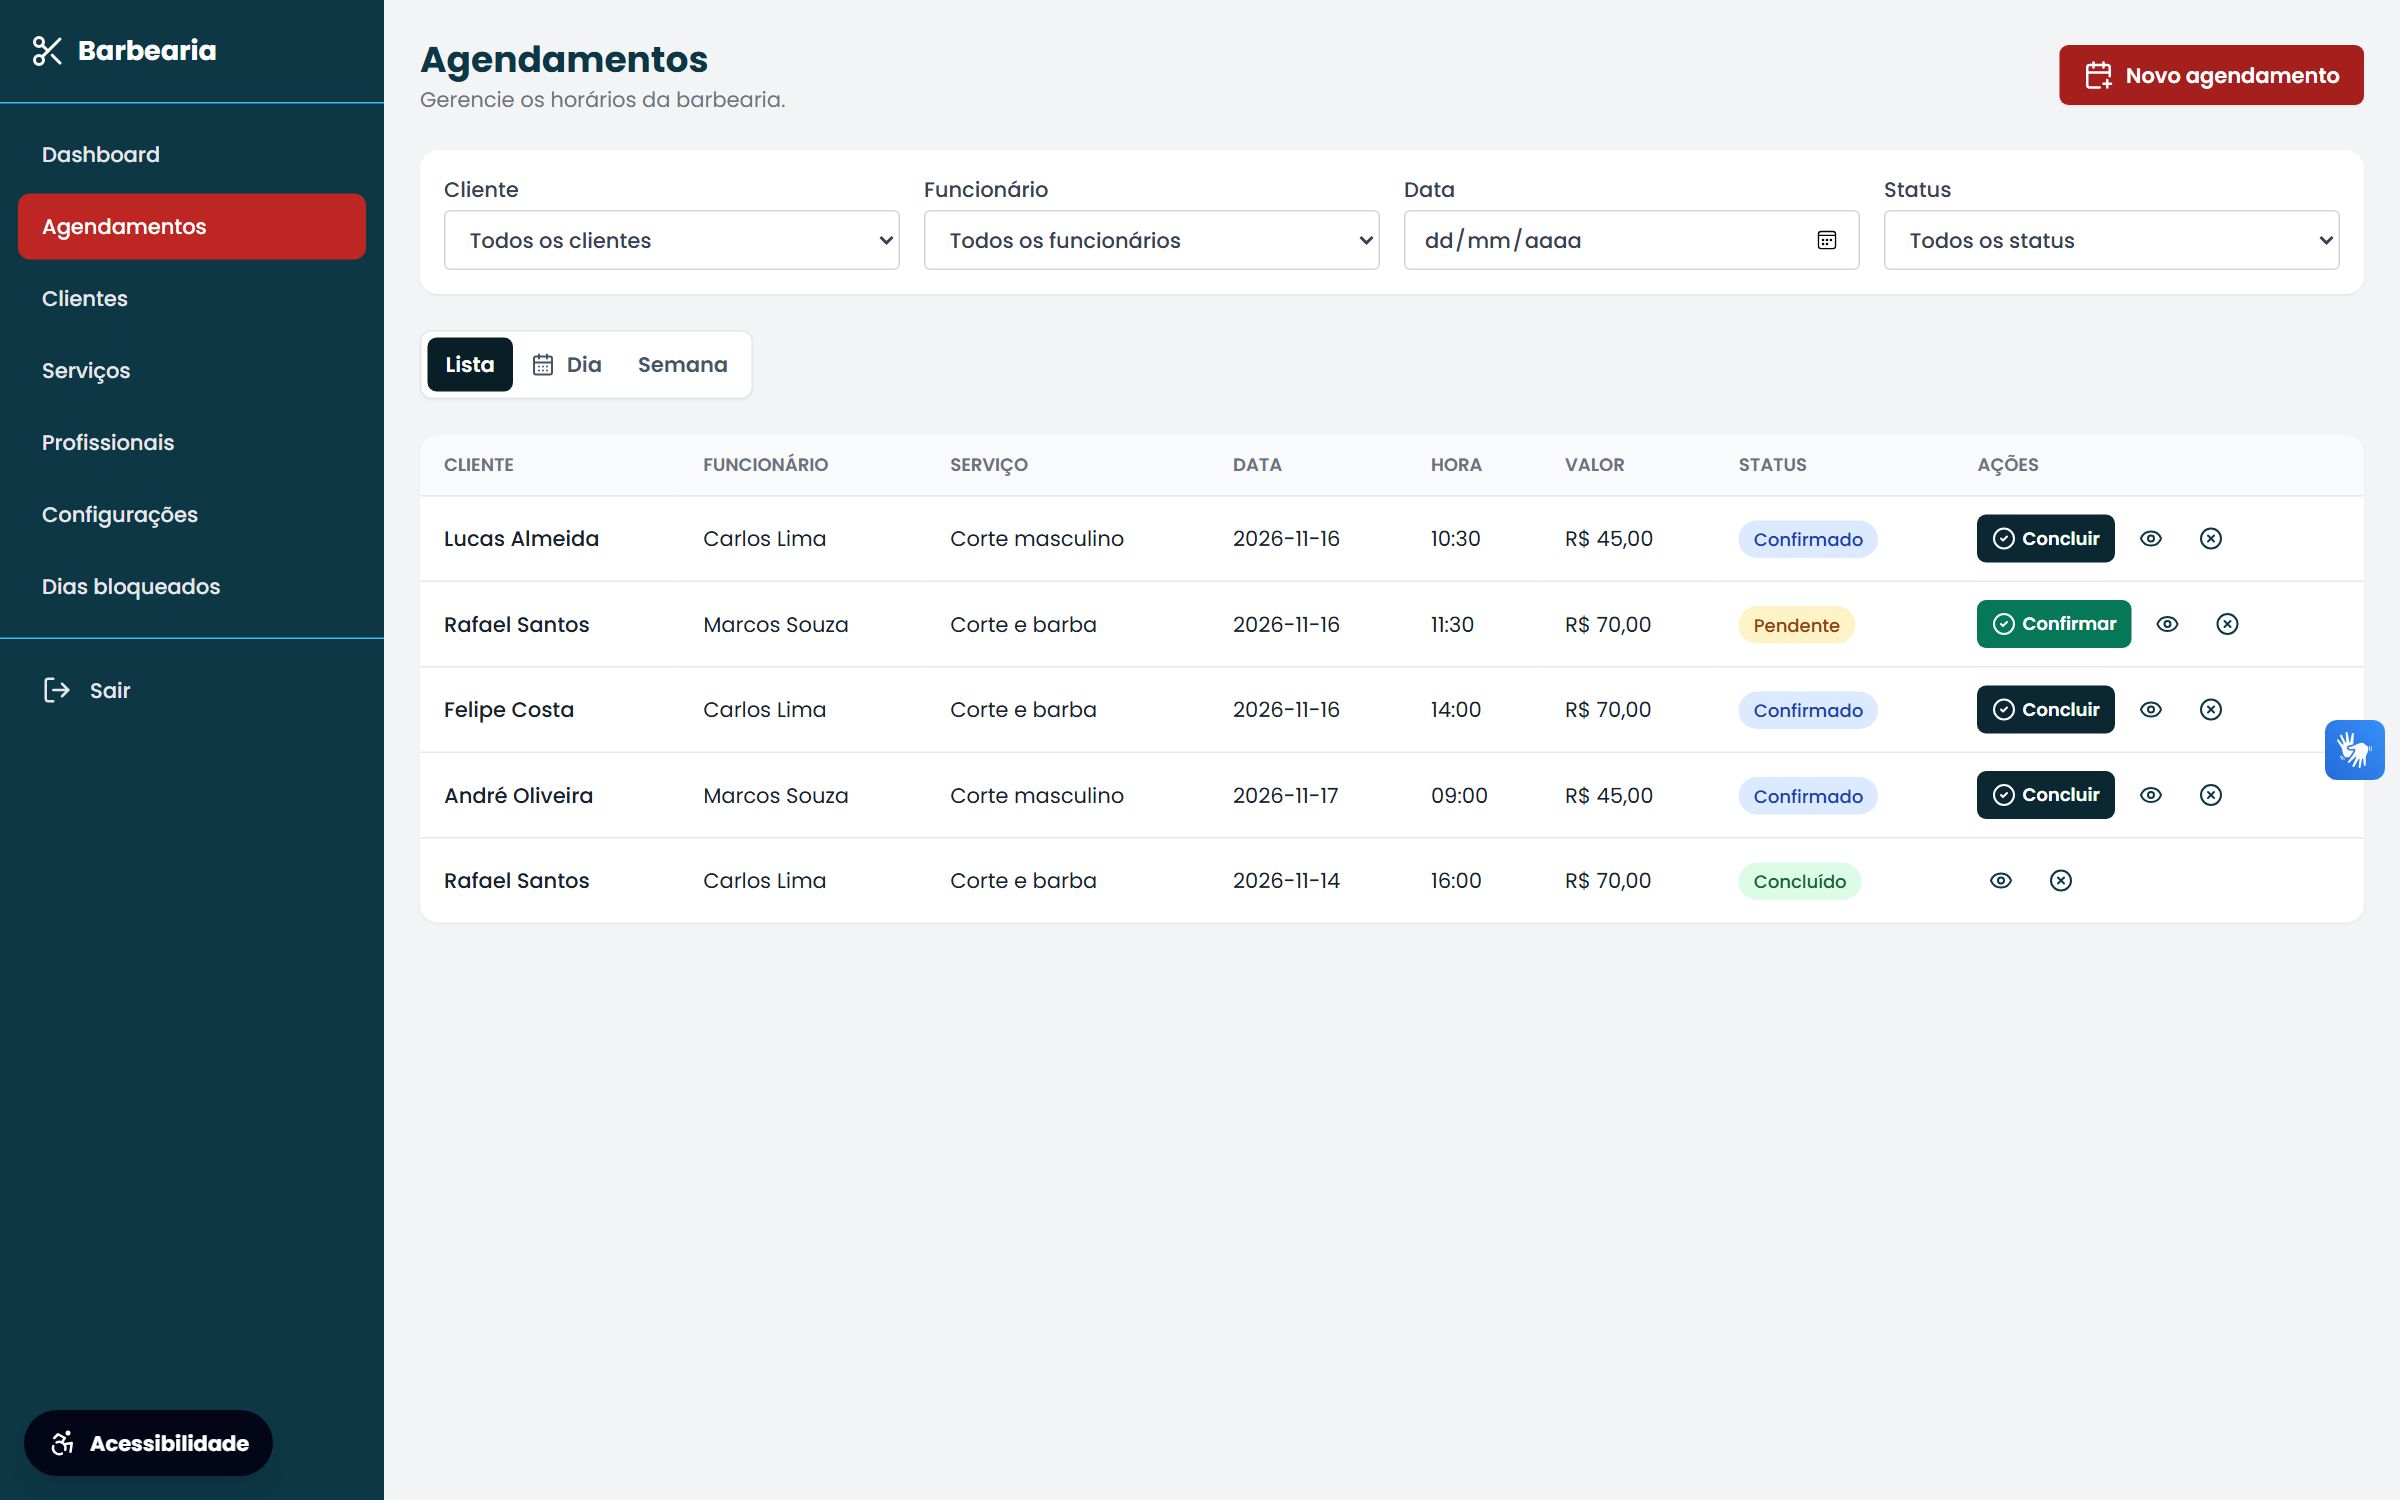 Barbearia
Dashboard
Agendamentos
Clientes
Serviços
Profissionais
Configurações
Dias bloqueados
Sair
Acessibilidade
Agendamentos
Gerencie os horários da barbearia.
Novo agendamento
Cliente Funcionário Data Status
Todos os clientes Todos os funcionários dd/mm/aaaa Todos os status
Lista Dia Semana
CLIENTE FUNCIONÁRIO SERVIÇO DATA HORA VALOR STATUS AÇÕES
Lucas Almeida Carlos Lima Corte masculino 2026-11-16 10:30 R$ 45,00 Confirmado Concluir
Rafael Santos Marcos Souza Corte e barba 2026-11-16 11:30 R$ 70,00 Pendente Confirmar
Felipe Costa Carlos Lima Corte e barba 2026-11-16 14:00 R$ 70,00 Confirmado Concluir
André Oliveira Marcos Souza Corte masculino 2026-11-17 09:00 R$ 45,00 Confirmado Concluir
Rafael Santos Carlos Lima Corte e barba 2026-11-14 16:00 R$ 70,00 Concluído